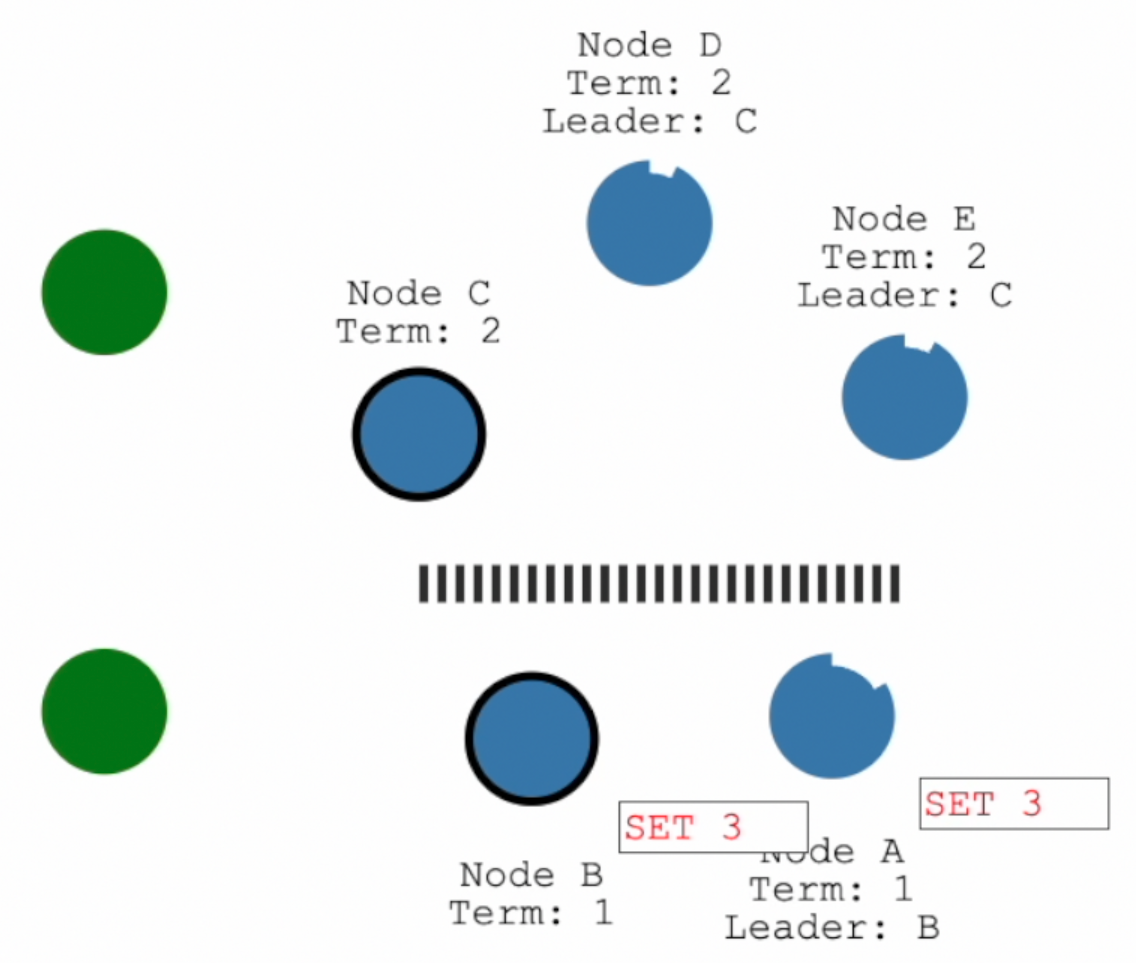 Node D
Term: 2
Leader: C
Node E
Term: 2
Leader: C
Node C
Term: 2
SET 3
SET 3
Node B
Term: 1
Node A
Term: 1
Leader: B